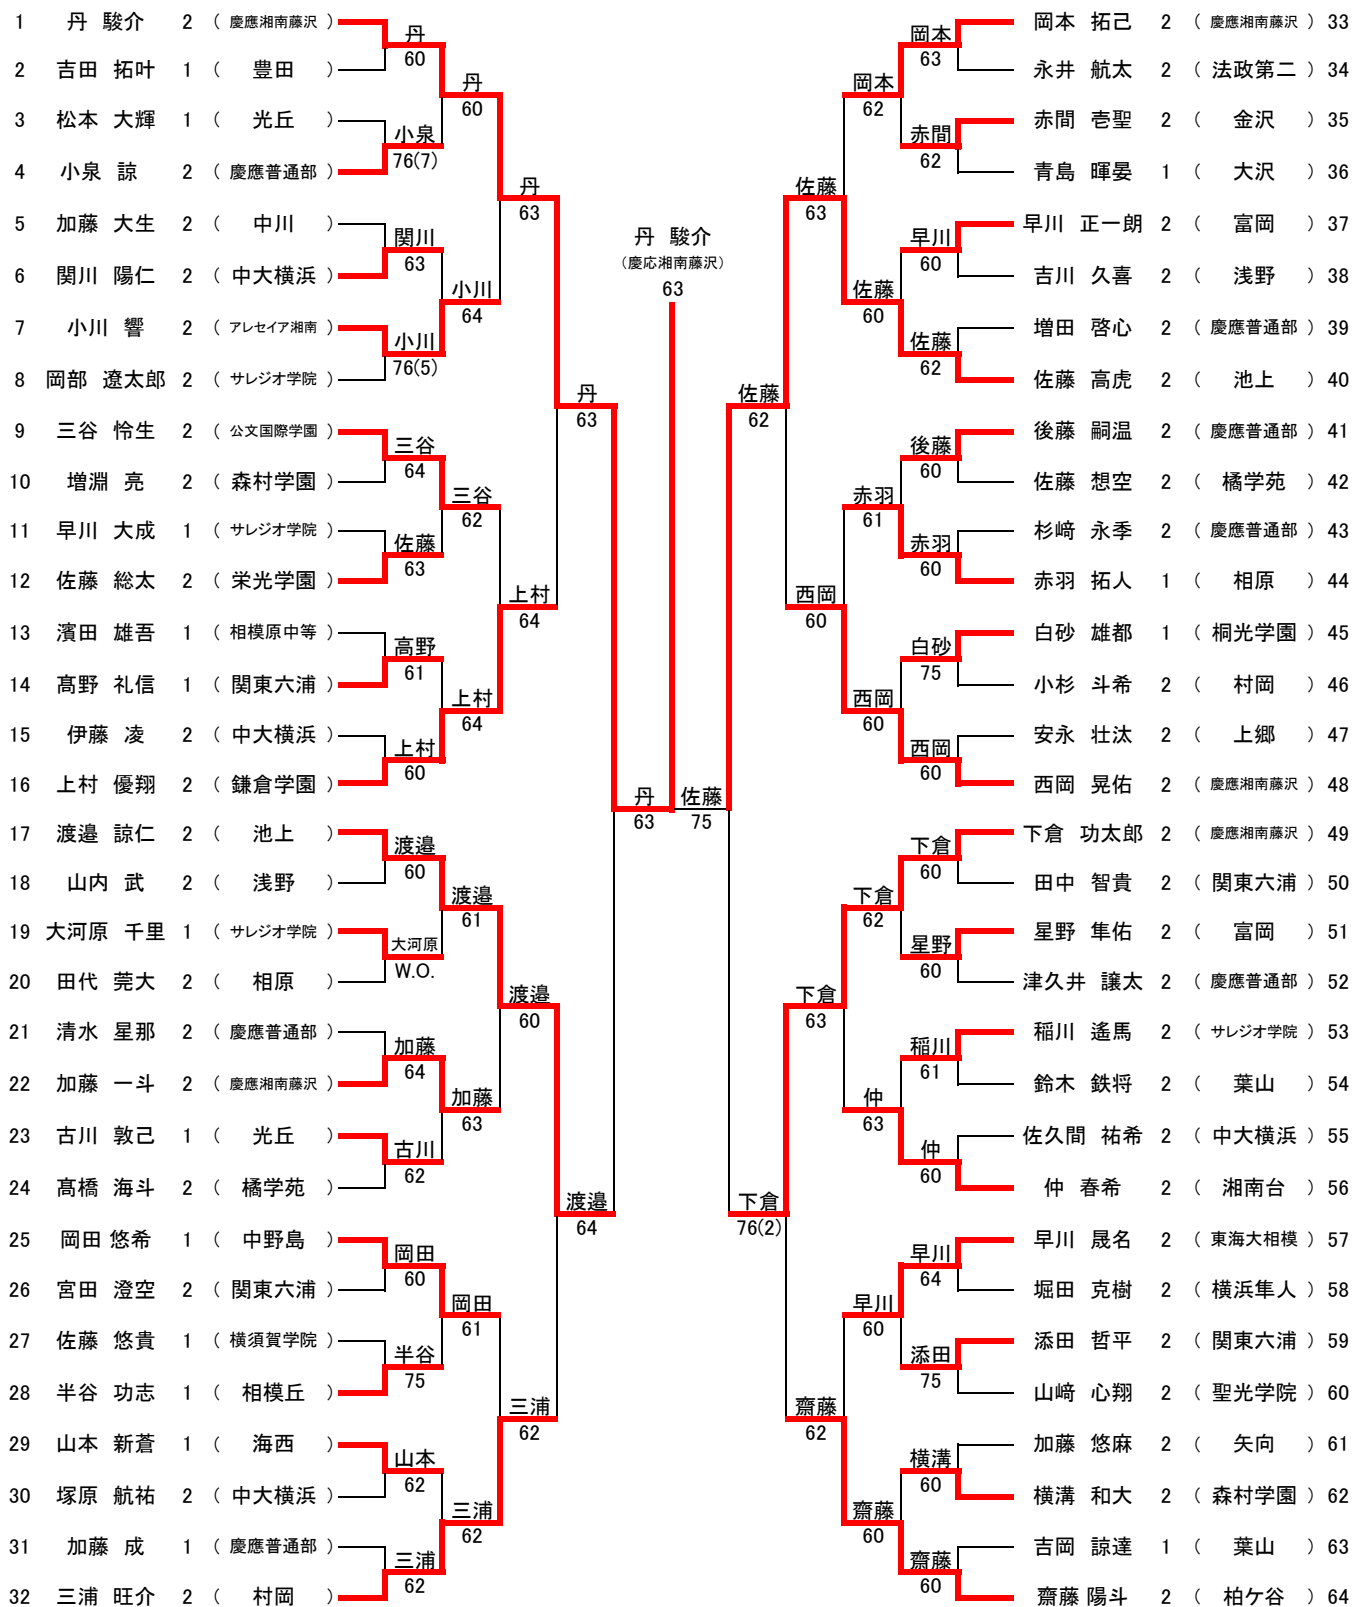 1 丹 駿介 2 ( 慶應湘南藤沢 )
2 吉田 拓叶 1 ( 豊田 )
3 松本 大輝 1 ( 光丘 )
4 小泉 諒 2 ( 慶應普通部 )
5 加藤 大生 2 ( 中川 )
6 関川 陽仁 2 ( 中大横浜 )
7 小川 響 2 ( アレセイア湘南 )
8 岡部 遼太郎 2 ( サレジオ学院 )
9 三谷 怜生 2 ( 公文国際学園 )
10 増淵 亮 2 ( 森村学園 )
11 早川 大成 1 ( サレジオ学院 )
12 佐藤 総太 2 ( 栄光学園 )
13 濱田 雄吾 1 ( 相模原中等 )
14 髙野 礼信 1 ( 関東六浦 )
15 伊藤 凌 2 ( 中大横浜 )
16 上村 優翔 2 ( 鎌倉学園 )
17 渡邉 諒仁 2 ( 池上 )
18 山内 武 2 ( 浅野 )
19 大河原 千里 1 ( サレジオ学院 )
20 田代 莞大 2 ( 相原 )
21 清水 星那 2 ( 慶應普通部 )
22 加藤 一斗 2 ( 慶應湘南藤沢 )
23 古川 敦己 1 ( 光丘 )
24 髙橋 海斗 2 ( 橘学苑 )
25 岡田 悠希 1 ( 中野島 )
26 宮田 澄空 2 ( 関東六浦 )
27 佐藤 悠貴 1 ( 横須賀学院 )
28 半谷 功志 1 ( 相模丘 )
29 山本 新蒼 1 ( 海西 )
30 塚原 航祐 2 ( 中大横浜 )
31 加藤 成 1 ( 慶應普通部 )
32 三浦 旺介 2 ( 村岡 )
丹
60
小泉
76(7)
関川
63
小川
76(5)
三谷
64
佐藤
63
高野
61
上村
60
渡邉
60
大河原
W.O.
加藤
64
古川
62
岡田
60
半谷
75
山本
62
三浦
62
丹
60
小川
64
三谷
62
上村
64
渡邉
61
加藤
63
岡田
61
三浦
62
丹
63
上村
64
渡邉
60
三浦
62
丹
63
渡邉
64
丹
63
丹 駿介
(慶応湘南藤沢)
63
佐藤
75
佐藤
62
下倉
76(2)
佐藤
63
西岡
60
下倉
63
齋藤
62
岡本
62
佐藤
60
赤羽
61
西岡
60
下倉
62
仲
63
早川
60
齋藤
60
岡本
63
赤間
62
早川
60
佐藤
62
後藤
60
赤羽
60
白砂
75
西岡
60
下倉
60
星野
60
稲川
61
仲
60
早川
64
添田
75
横溝
60
齋藤
60
岡本 拓己 2 ( 慶應湘南藤沢 ) 33
永井 航太 2 ( 法政第二 ) 34
赤間 壱聖 2 ( 金沢 ) 35
青島 暉晏 1 ( 大沢 ) 36
早川 正一朗 2 ( 富岡 ) 37
吉川 久喜 2 ( 浅野 ) 38
増田 啓心 2 ( 慶應普通部 ) 39
佐藤 高虎 2 ( 池上 ) 40
後藤 嗣温 2 ( 慶應普通部 ) 41
佐藤 想空 2 ( 橘学苑 ) 42
杉﨑 永季 2 ( 慶應普通部 ) 43
赤羽 拓人 1 ( 相原 ) 44
白砂 雄都 1 ( 桐光学園 ) 45
小杉 斗希 2 ( 村岡 ) 46
安永 壮汰 2 ( 上郷 ) 47
西岡 晃佑 2 ( 慶應湘南藤沢 ) 48
下倉 功太郎 2 ( 慶應湘南藤沢 ) 49
田中 智貴 2 ( 関東六浦 ) 50
星野 隼佑 2 ( 富岡 ) 51
津久井 譲太 2 ( 慶應普通部 ) 52
稲川 遙馬 2 ( サレジオ学院 ) 53
鈴木 鉄将 2 ( 葉山 ) 54
佐久間 祐希 2 ( 中大横浜 ) 55
仲 春希 2 ( 湘南台 ) 56
早川 晟名 2 ( 東海大相模 ) 57
堀田 克樹 2 ( 横浜隼人 ) 58
添田 哲平 2 ( 関東六浦 ) 59
山﨑 心翔 2 ( 聖光学院 ) 60
加藤 悠麻 2 ( 矢向 ) 61
横溝 和大 2 ( 森村学園 ) 62
吉岡 諒達 1 ( 葉山 ) 63
齋藤 陽斗 2 ( 柏ケ谷 ) 64